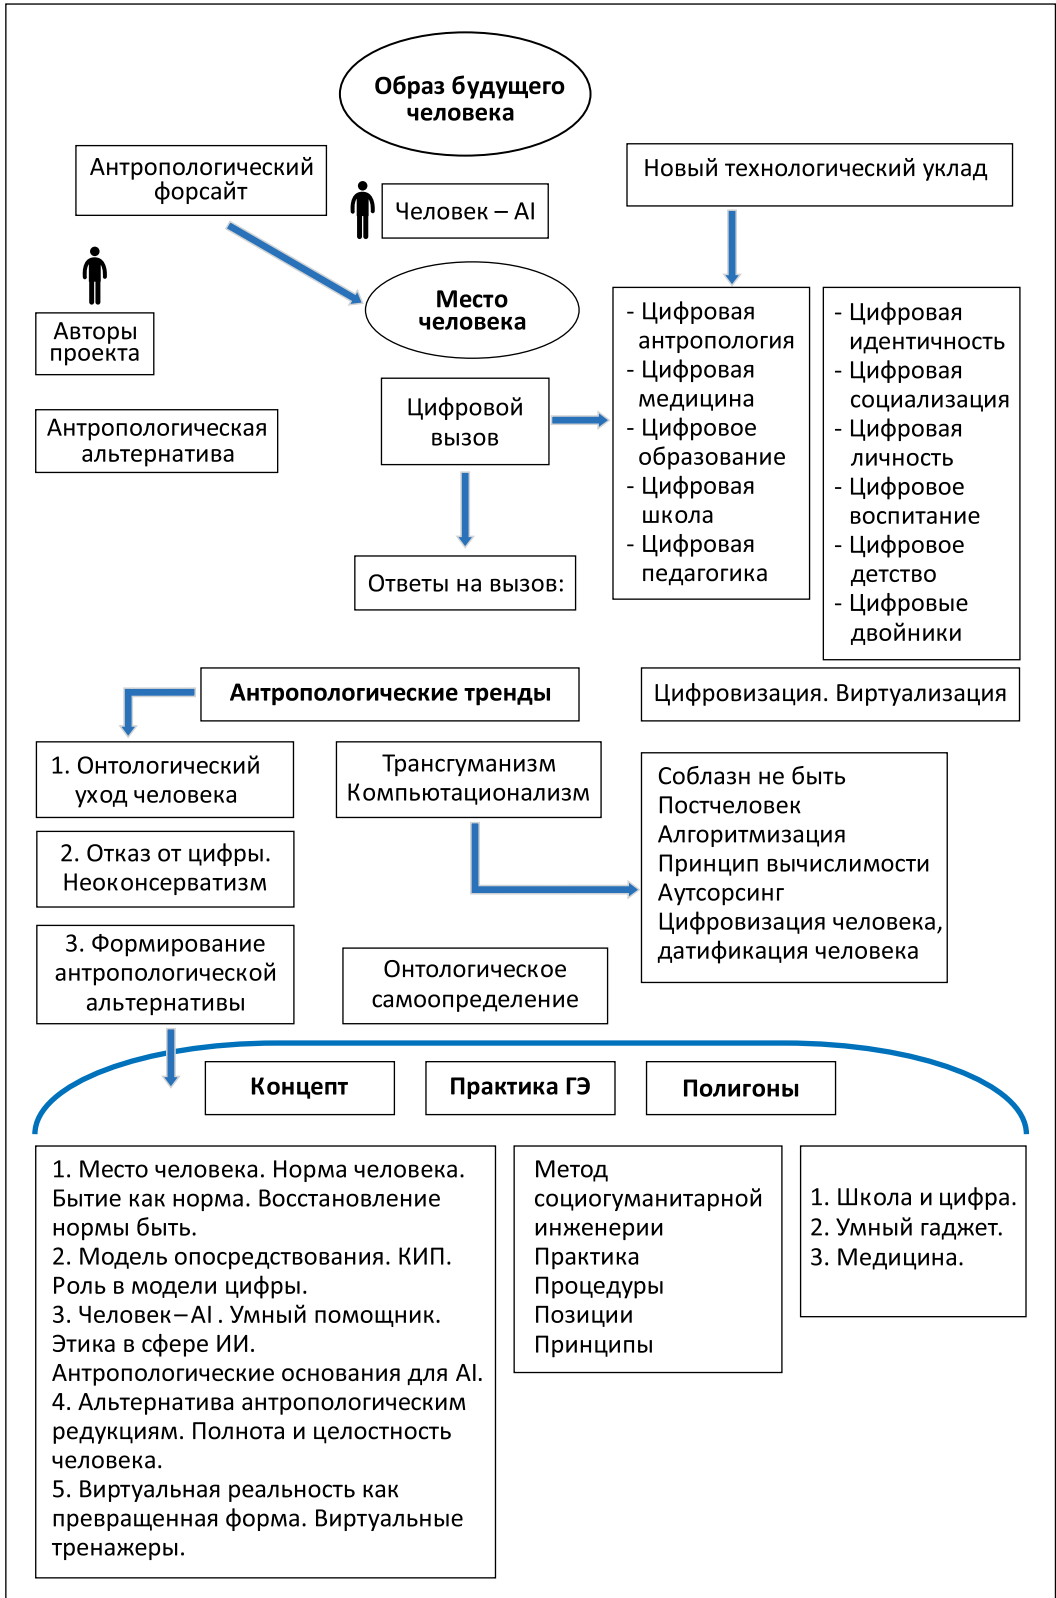 Образ будущего
человека
Антропологический
форсайт
Человек – AI
Новый технологический уклад
Место
человека
Авторы
проекта
Антропологическая
альтернатива
Цифровой
вызов
- Цифровая
антропология
- Цифровая
медицина
- Цифровое
образование
- Цифровая
школа
- Цифровая
педагогика
- Цифровая
идентичность
- Цифровая
социализация
- Цифровая
личность
- Цифровое
воспитание
- Цифровое
детство
- Цифровые
двойники
Ответы на вызов:
Антропологические тренды
Цифровизация. Виртуализация
1. Онтологический
уход человека
2. Отказ от цифры.
Неоконсерватизм
3. Формирование
антропологической
альтернативы
Трансгуманизм
Компьютационализм
Соблазн не быть
Постчеловек
Алгоритмизация
Принцип вычислимости
Аутсорсинг
Цифровизация человека,
датификация человека
Онтологическое
самоопределение
Концепт
Практика ГЭ
Полигоны
1. Место человека. Норма человека.
Бытие как норма. Восстановление
нормы быть.
2. Модель опосредствования. КИП.
Роль в модели цифры.
3. Человек–AI . Умный помощник.
Этика в сфере ИИ.
Антропологические основания для AI.
4. Альтернатива антропологическим
редукциям. Полнота и целостность
человека.
5. Виртуальная реальность как
превращенная форма. Виртуальные
тренажеры.
Метод
социогуманитарной
инженерии
Практика
Процедуры
Позиции
Принципы
1. Школа и цифра.
2. Умный гаджет.
3. Медицина.